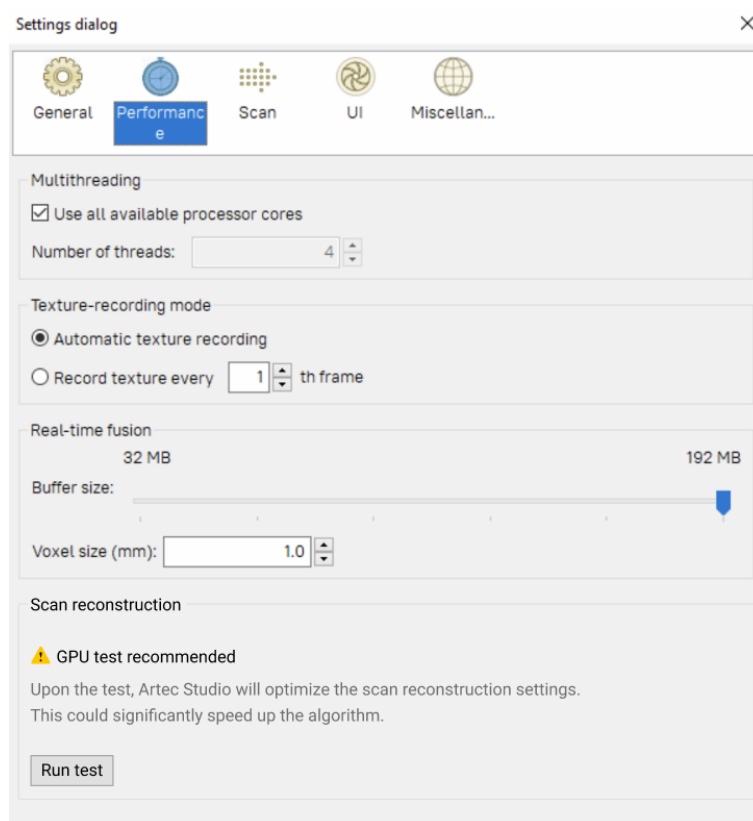 Settings dialog
General
Performanc
e
Scan
UI
Miscellan...
Multithreading
Use all available processor cores
Number of threads: 4
Texture-recording mode
Automatic texture recording
Record texture every 1 th frame
Real-time fusion
32 MB 192 MB
Buffer size:
Voxel size (mm): 1.0
Scan reconstruction
GPU test recommended
Upon the test, Artec Studio will optimize the scan reconstruction settings.
This could significantly speed up the algorithm.
Run test